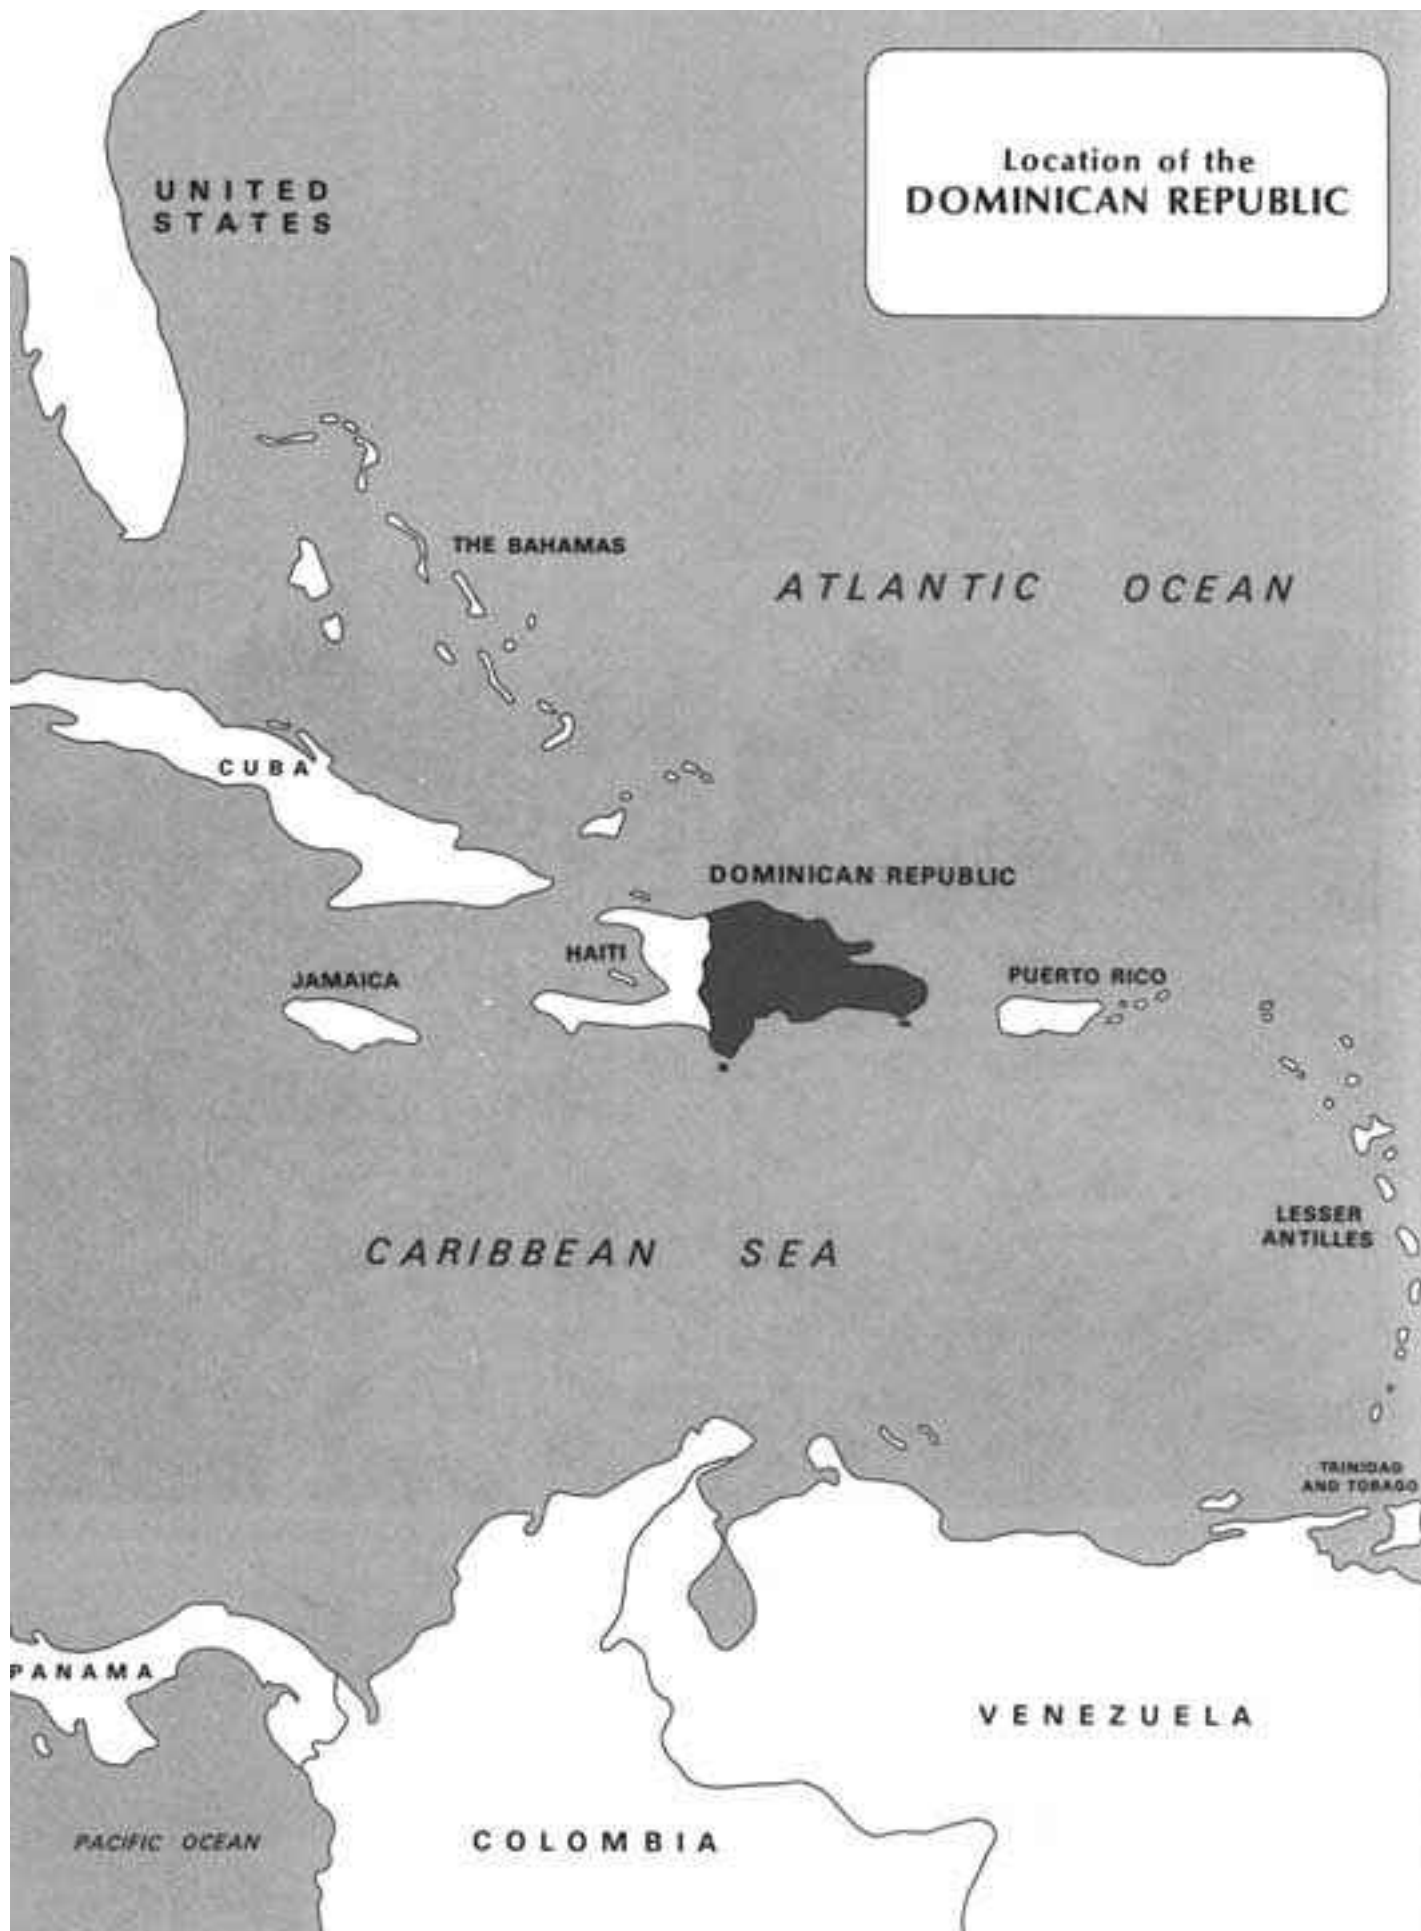 Location of the
DOMINICAN REPUBLIC
UNITED
STATES
THE BAHAMAS
ATLANTIC OCEAN
CUBA
DOMINICAN REPUBLIC
HAITI
JAMAICA
PUERTO RICO
LESSER
ANTILLES
CARIBBEAN SEA
TRINIDAD
AND TOBAGO
PANAMA
VENEZUELA
PACIFIC OCEAN
COLOMBIA